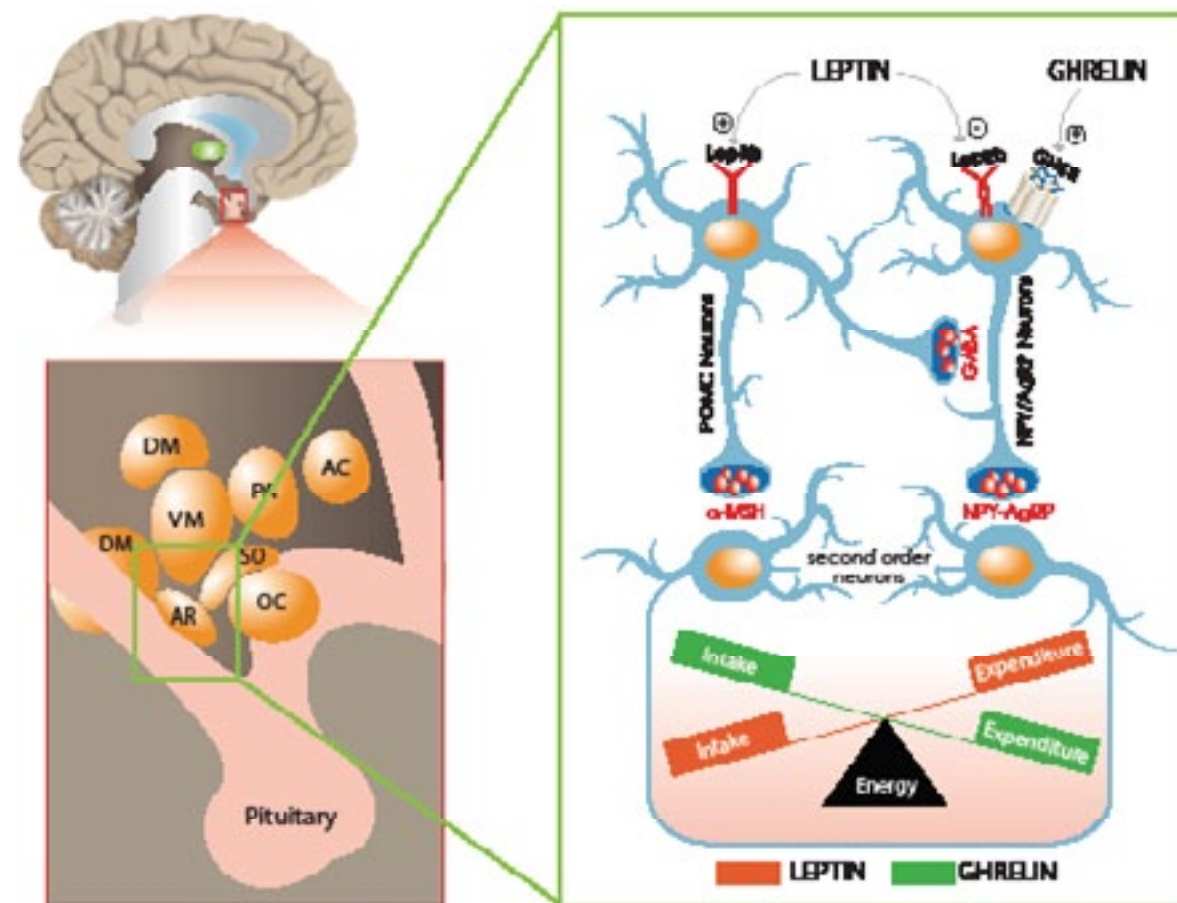 LEPTIN
GHRELIN
+
-
+
POMC Neurons
GABA
NPY/AgRP Neurons
α-MSH
NPY-AgRP
second order
neurons
DM
AC
VM
DM
SO
AR
OC
Pituitary
Intake
Expenditure
Intake
Expenditure
Energy
LEPTIN
GHRELIN